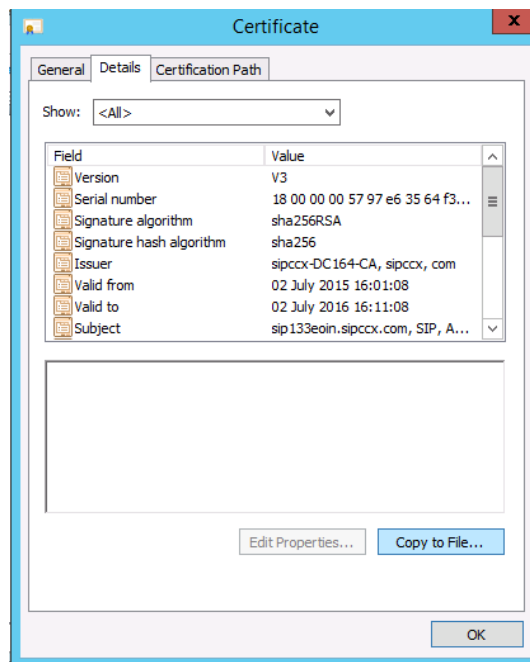 Certificate
x
General Details Certification Path
Show: <All>
Field Value
Version V3
Serial number 18 00 00 00 57 97 e6 35 64 f3...
Signature algorithm sha256RSA
Signature hash algorithm sha256
Issuer sipccx-DC164-CA, sipccx, com
Valid from 02 July 2015 16:01:08
Valid to 02 July 2016 16:11:08
Subject sip133eoin.sipccx.com, SIP, A...
Edit Properties... Copy to File...
OK